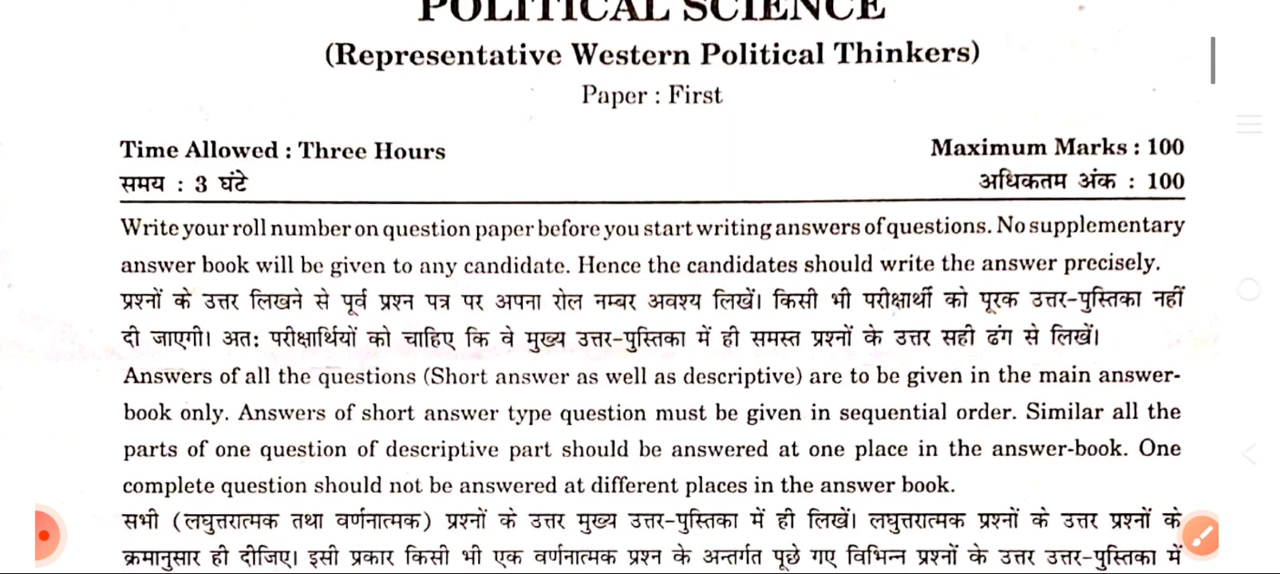 POLITICAL SCIENCE
(Representative Western Political Thinkers)
Paper : First
Time Allowed : Three Hours
Maximum Marks : 100
समय : 3 घंटे
अधिकतम अंक : 100
Write your roll number on question paper before you start writing answers of questions. No supplementary
answer book will be given to any candidate. Hence the candidates should write the answer precisely.
प्रश्नों के उत्तर लिखने से पूर्व प्रश्न पत्र पर अपना रोल नम्बर अवश्य लिखें। किसी भी परीक्षार्थी को पूरक उत्तर-पुस्तिका नहीं
दी जाएगी। अतः परीक्षार्थियों को चाहिए कि वे मुख्य उत्तर-पुस्तिका में ही समस्त प्रश्नों के उत्तर सही ढंग से लिखें।
Answers of all the questions (Short answer as well as descriptive) are to be given in the main answer-
book only. Answers of short answer type question must be given in sequential order. Similar all the
parts of one question of descriptive part should be answered at one place in the answer-book. One
complete question should not be answered at different places in the answer book.
सभी (लघुत्तरात्मक तथा वर्णनात्मक) प्रश्नों के उत्तर मुख्य उत्तर-पुस्तिका में ही लिखें। लघुत्तरात्मक प्रश्नों के उत्तर प्रश्नों के
क्रमानुसार ही दीजिए। इसी प्रकार किसी भी एक वर्णनात्मक प्रश्न के अन्तर्गत पूछे गए विभिन्न प्रश्नों के उत्तर उत्तर-पुस्तिका में